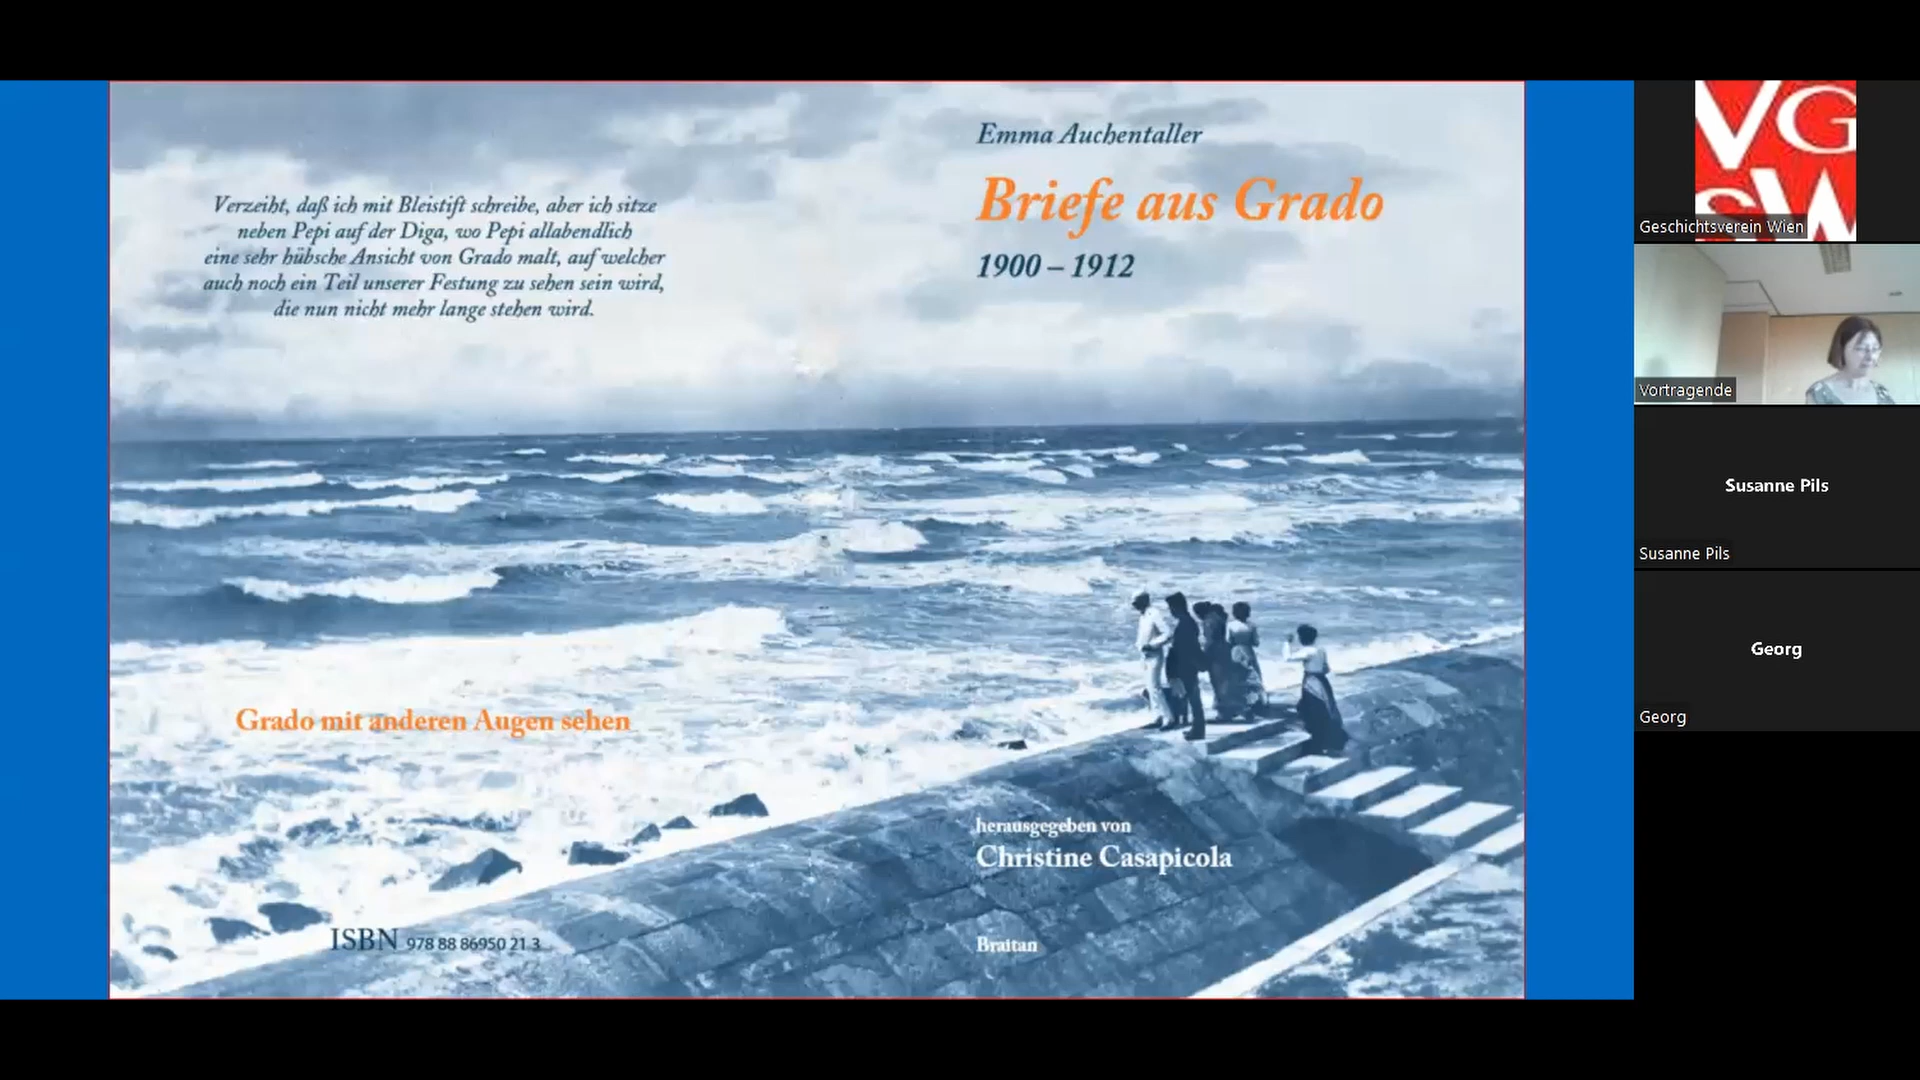 Verzeiht, daß ich mit Bleistift schreibe, aber ich sitze
neben Pepi auf der Diga, wo Pepi allabendlich
eine sehr hübsche Ansicht von Grado malt, auf welcher
auch noch ein Teil unserer Festung zu sehen sein wird,
die nun nicht mehr lange stehen wird.
Grado mit anderen Augen sehen
ISBN 978 88 86950 21 3
Emma Auchentaller
Briefe aus Grado
1900 – 1912
herausgegeben von
Christine Casapicola
Braitan
VG
SW
Geschichtsverein Wien
Vortragende
Susanne Pils
Susanne Pils
Georg
Georg